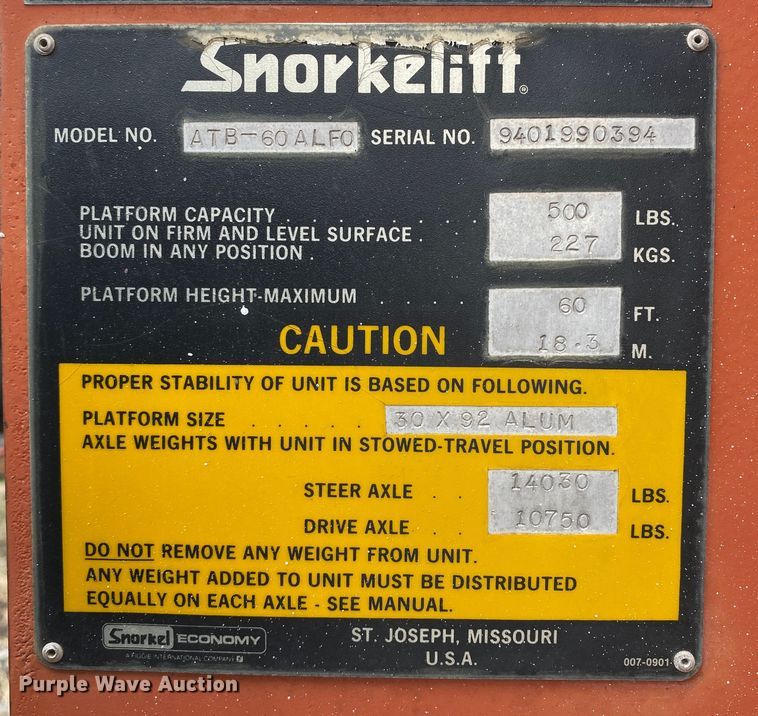 Snorkelift®
MODEL NO. ATB-60ALFO SERIAL NO. 9401990394
PLATFORM CAPACITY . . . . . . . 500 LBS.
UNIT ON FIRM AND LEVEL SURFACE .
BOOM IN ANY POSITION . . . . . . 227 KGS.
PLATFORM HEIGHT-MAXIMUM . . . . 60 FT.
CAUTION 18.3 M.
PROPER STABILITY OF UNIT IS BASED ON FOLLOWING.
PLATFORM SIZE . . . . . . 30 X 92 ALUM
AXLE WEIGHTS WITH UNIT IN STOWED-TRAVEL POSITION.
STEER AXLE . . 14030 LBS.
DRIVE AXLE . . 10750 LBS.
DO NOT REMOVE ANY WEIGHT FROM UNIT.
ANY WEIGHT ADDED TO UNIT MUST BE DISTRIBUTED
EQUALLY ON EACH AXLE - SEE MANUAL.
Snorkel ECONOMY
A FIGGIE INTERNATIONAL COMPANY
ST. JOSEPH, MISSOURI
U.S.A.
007-0901
Purple Wave Auction